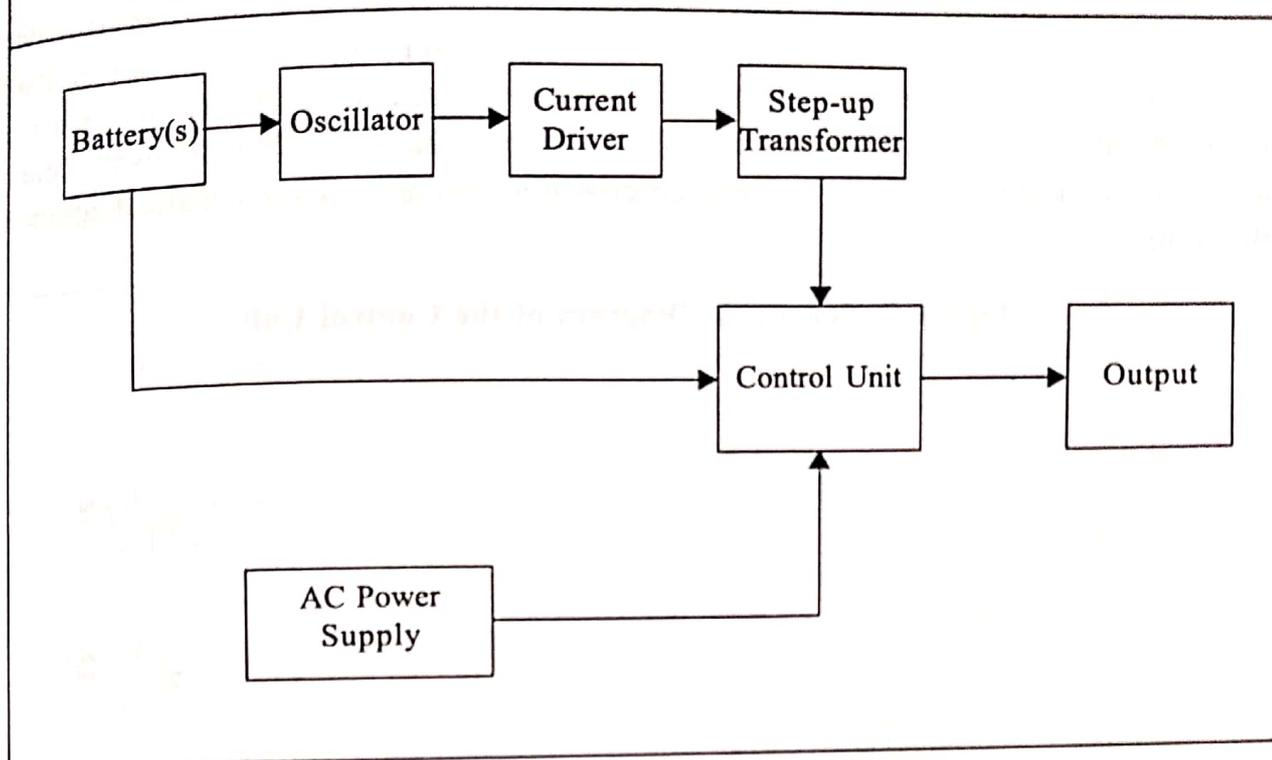 Battery(s)
Oscillator
Current
Driver
Step-up
Transformer
Control Unit
Output
AC Power
Supply